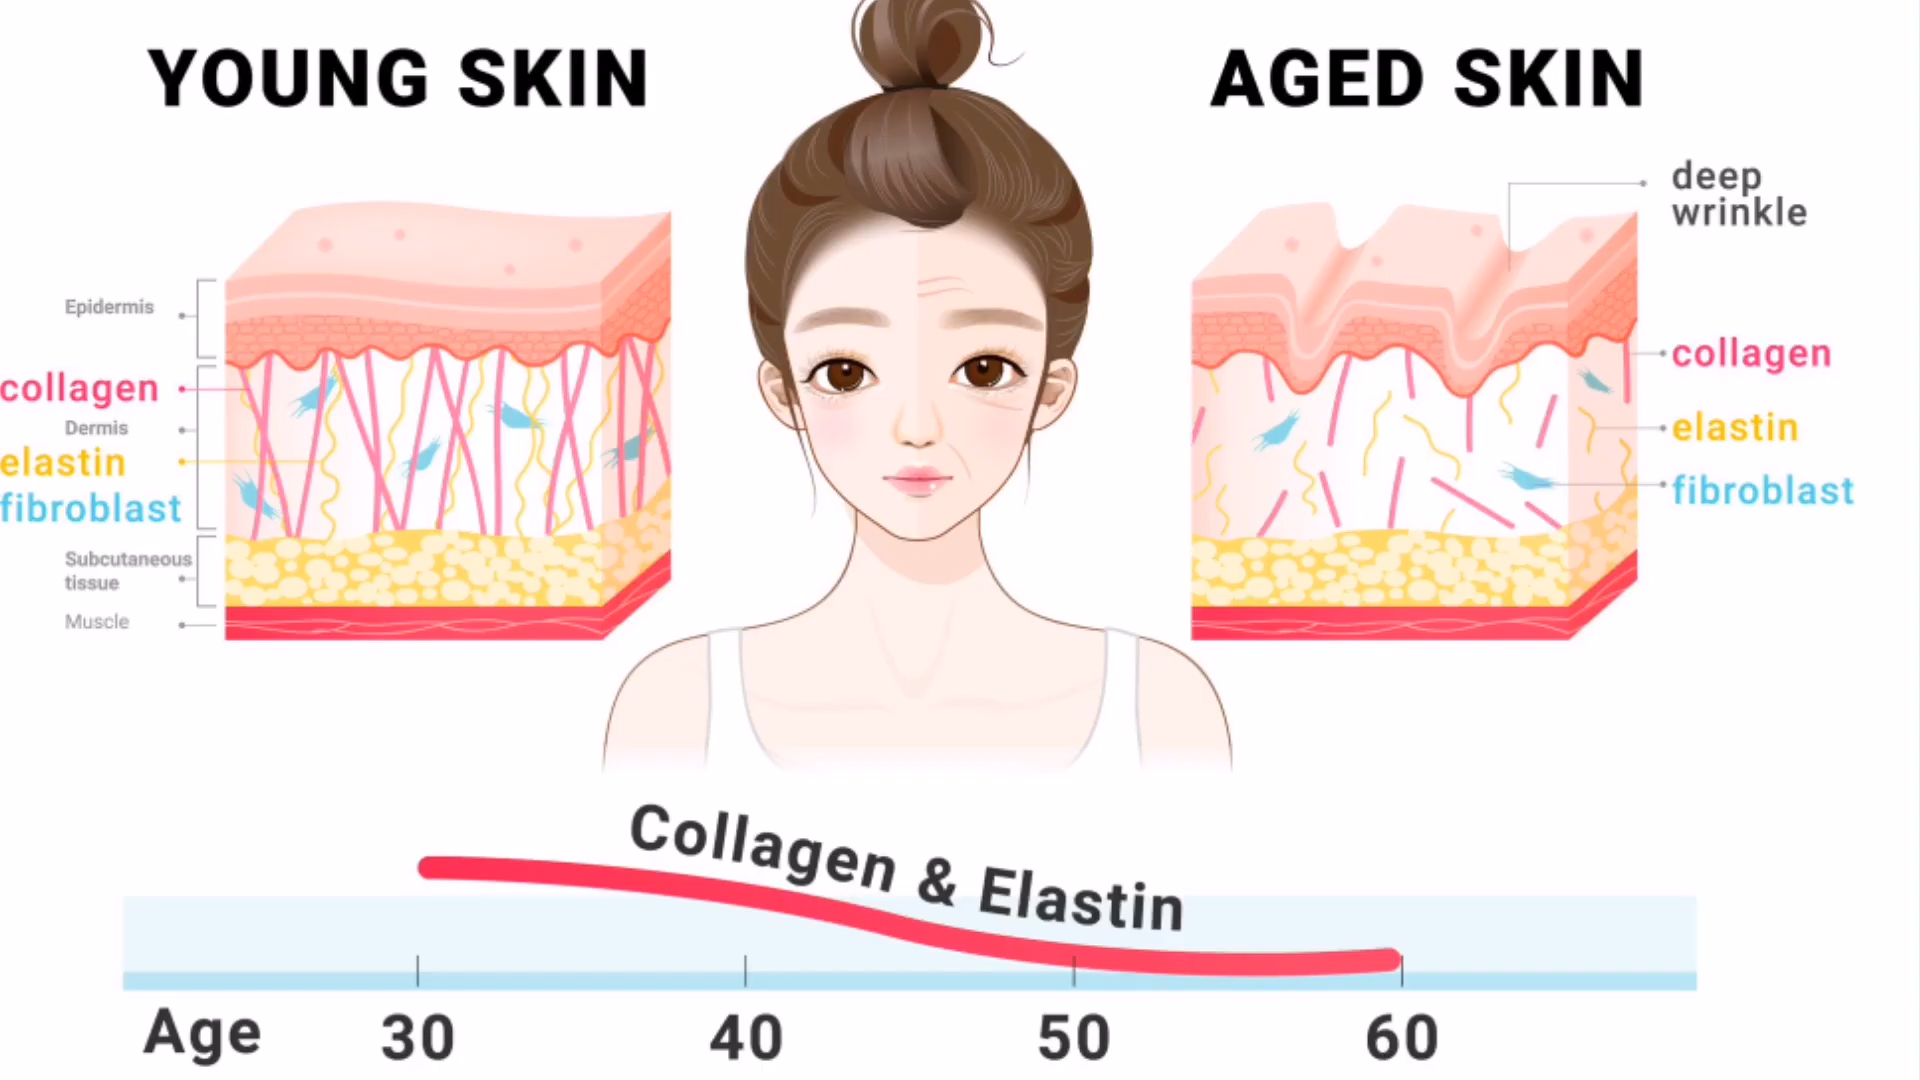 YOUNG SKIN
AGED SKIN
Epidermis
collagen
Dermis
elastin
fibroblast
Subcutaneous
tissue
Muscle
deep
wrinkle
collagen
elastin
fibroblast
Collagen & Elastin
Age 30 40 50 60